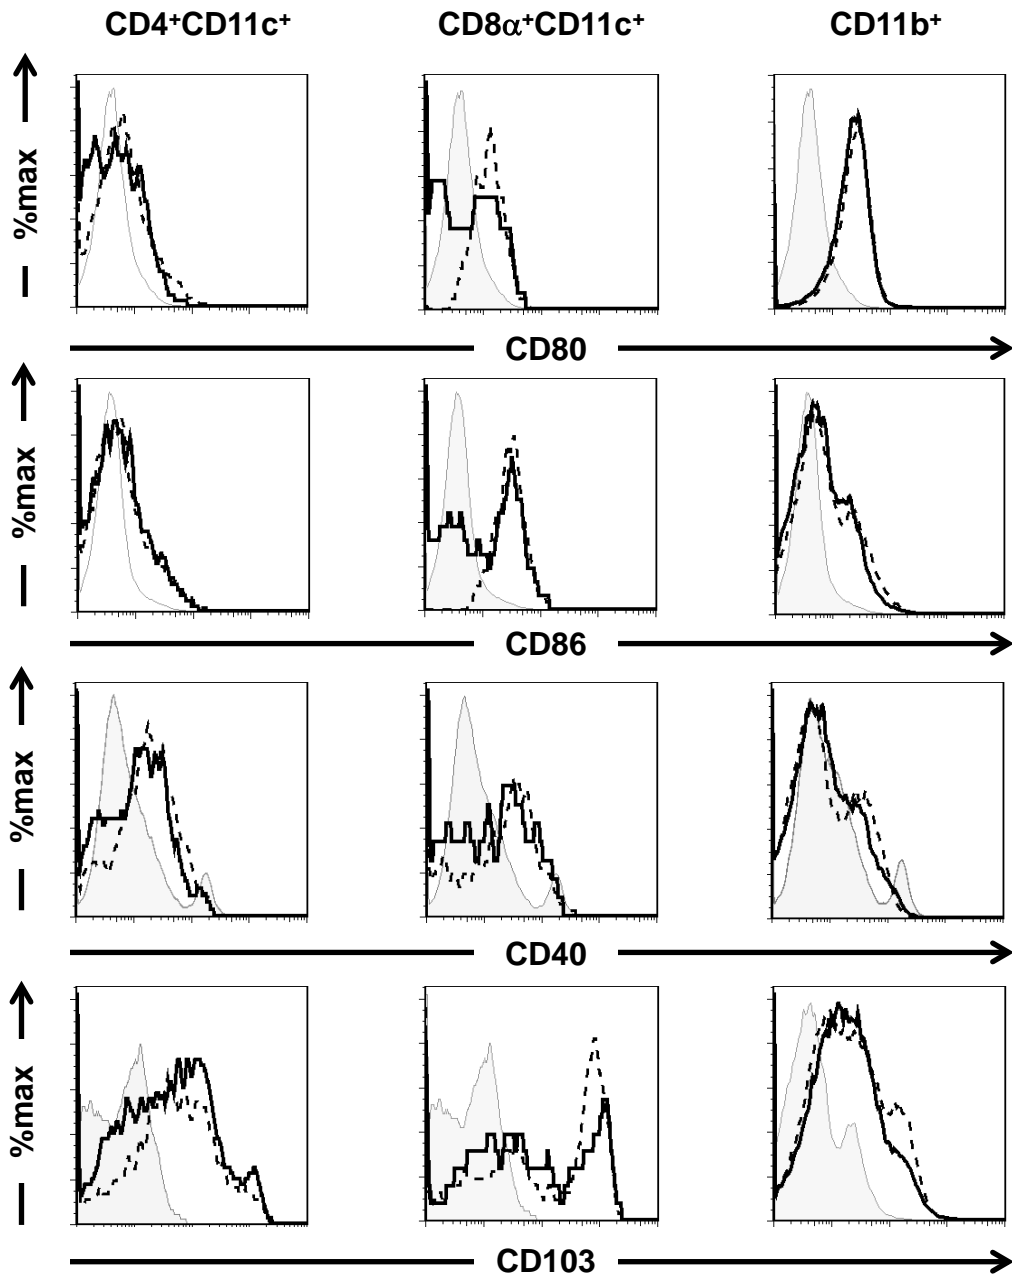 CD4⁺CD11c⁺ CD8α⁺CD11c⁺ CD11b⁺
%max
CD80
%max
CD86
%max
CD40
%max
CD103